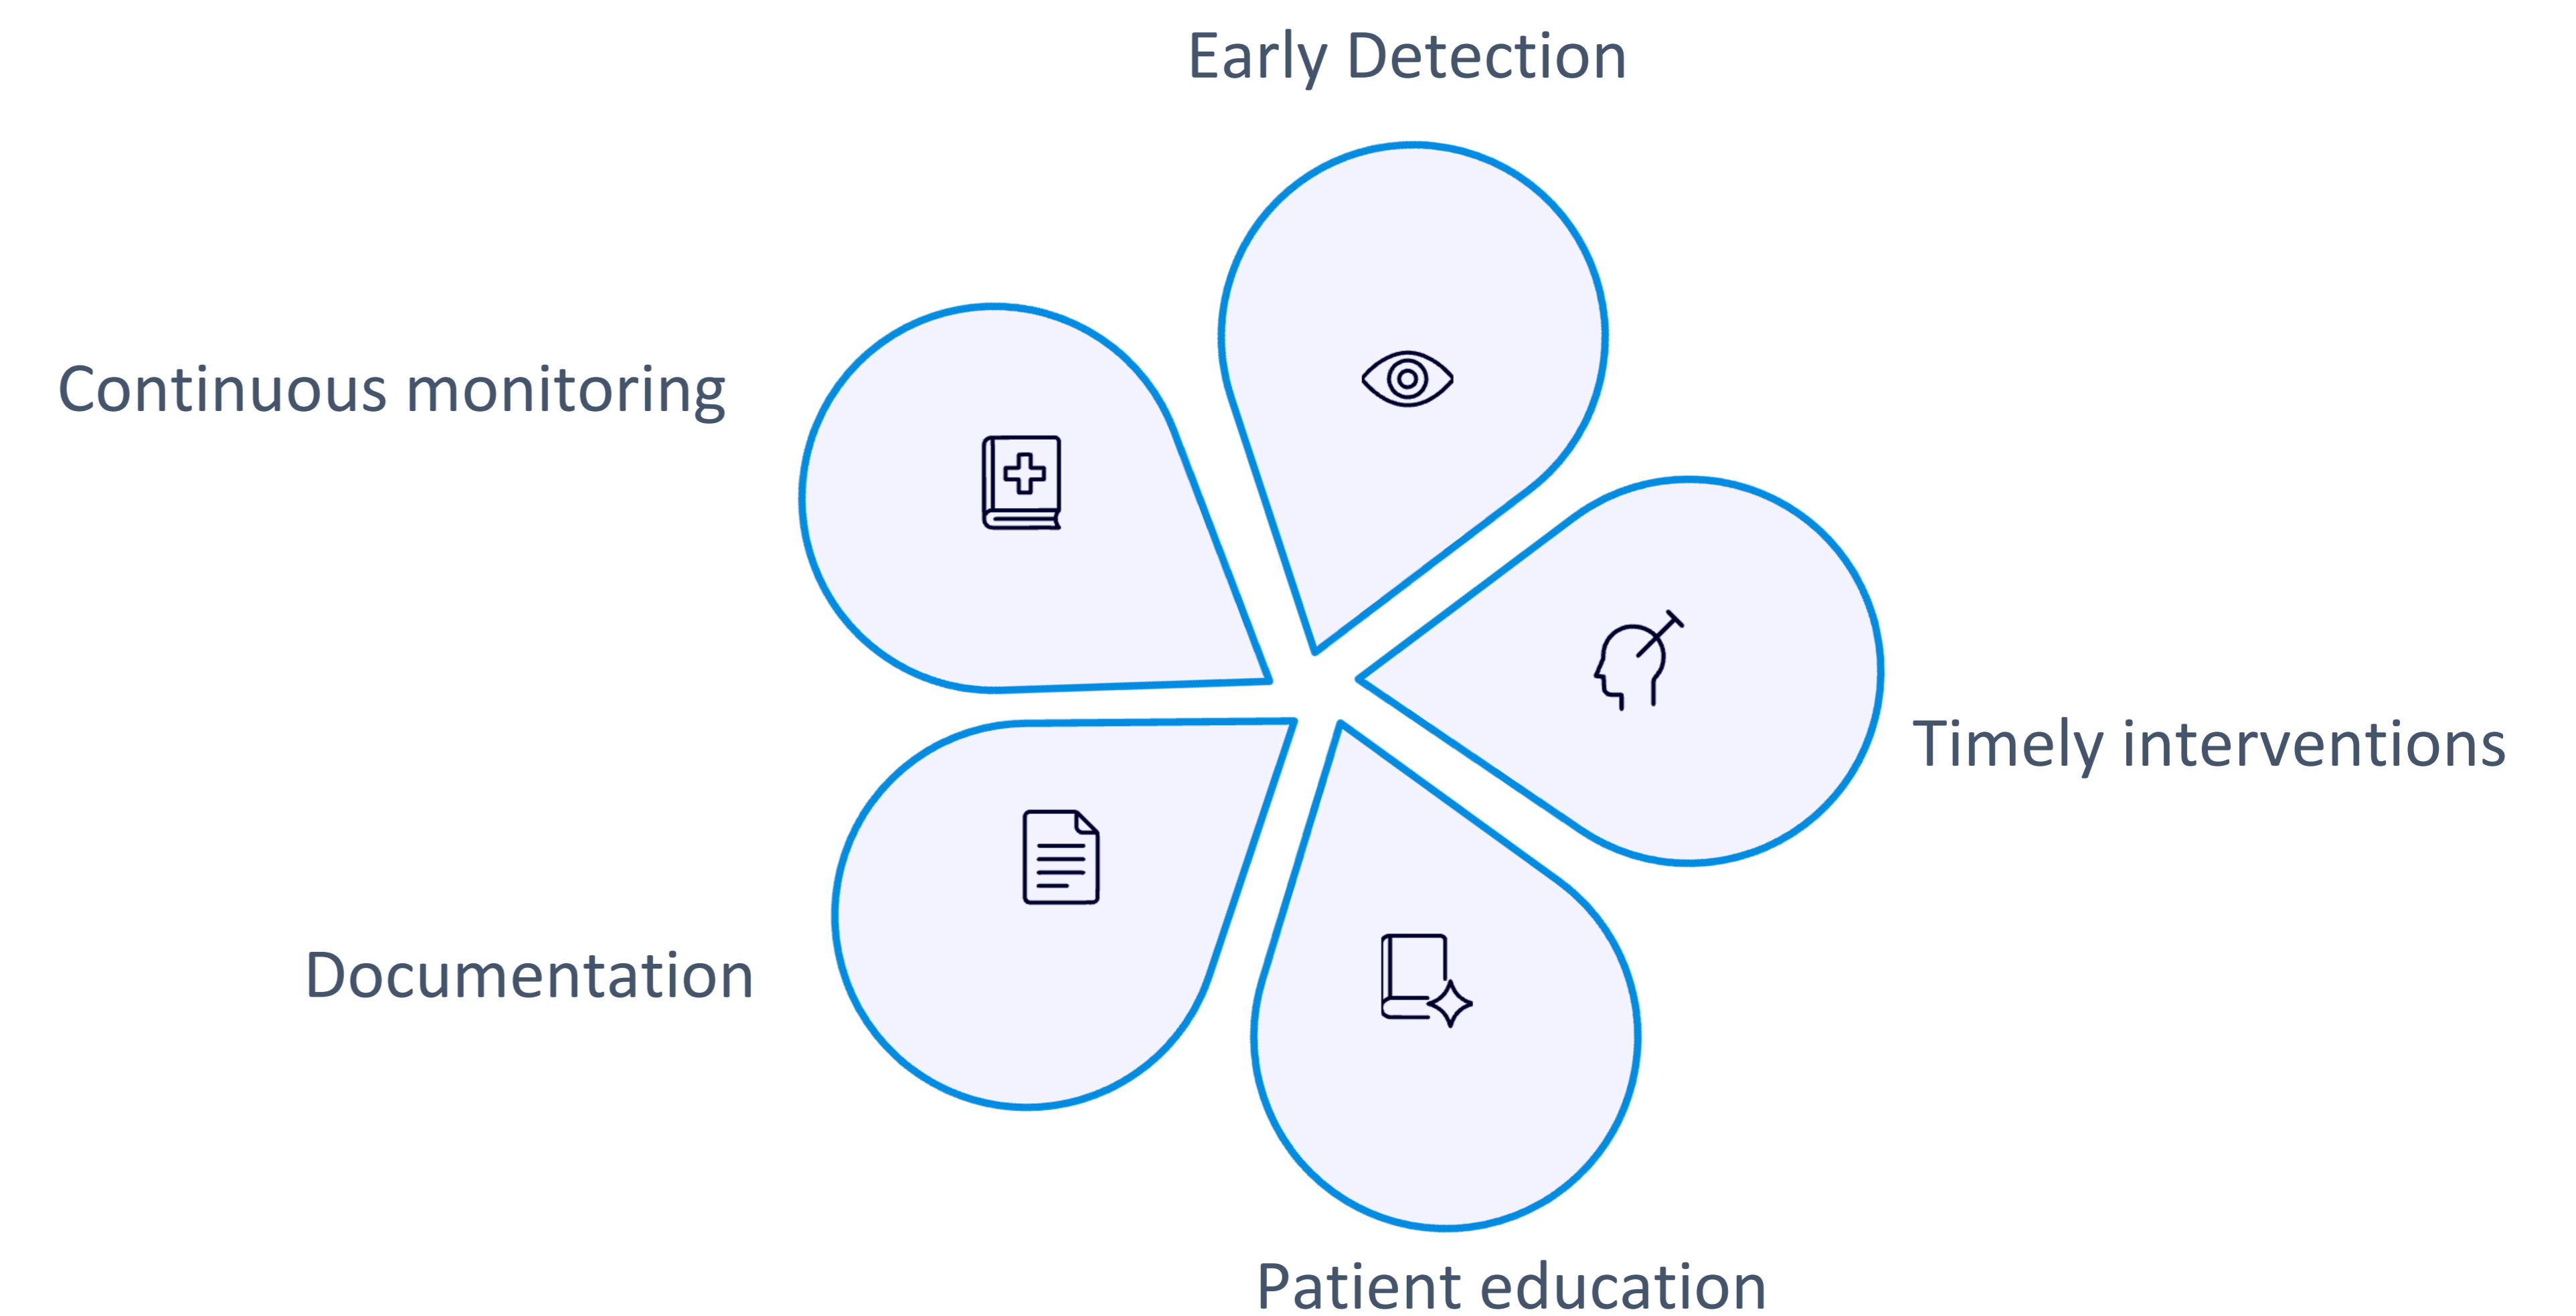 Early Detection
Continuous monitoring
Timely interventions
Documentation
Patient education